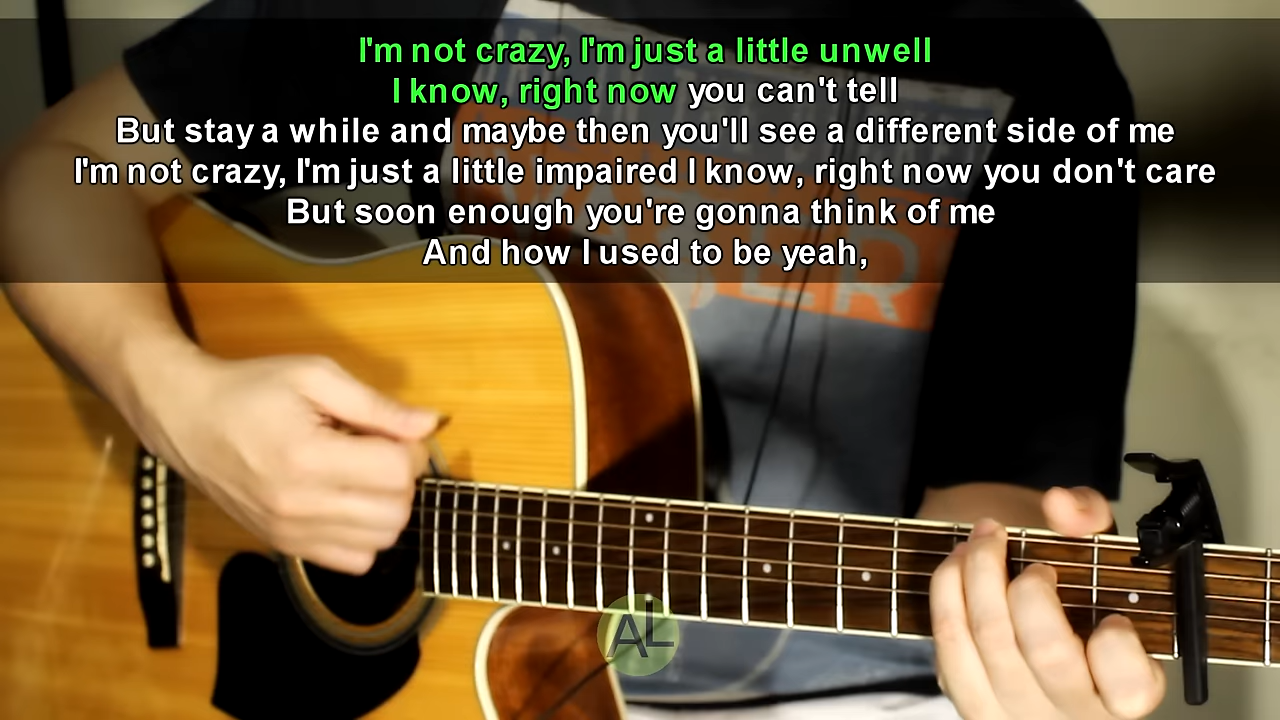 I'm not crazy, I'm just a little unwell
I know, right now you can't tell
But stay a while and maybe then you'll see a different side of me
I'm not crazy, I'm just a little impaired I know, right now you don't care
But soon enough you're gonna think of me
And how I used to be yeah,
AL